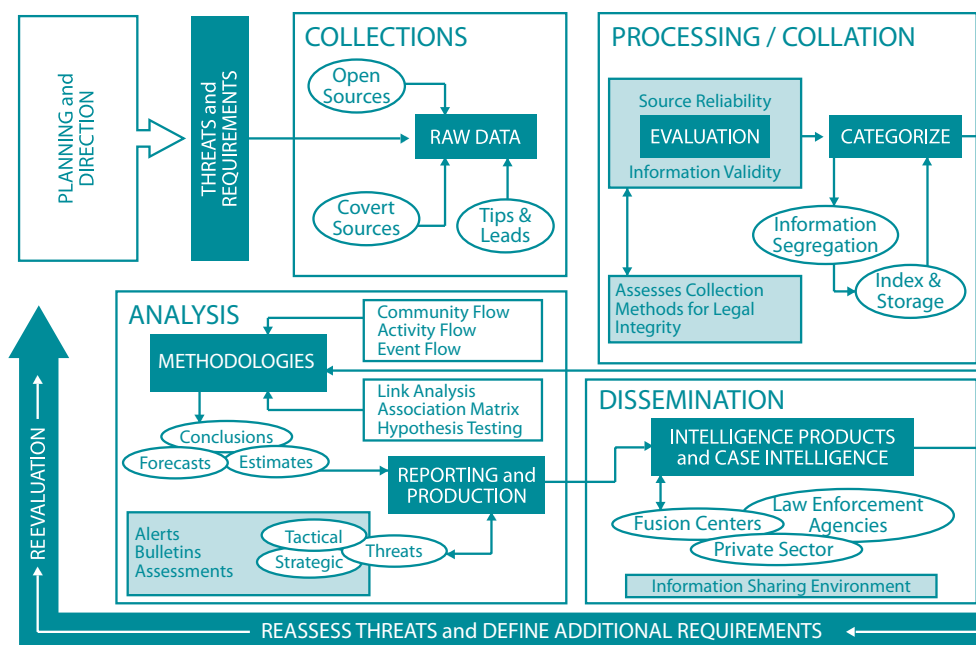 PLANNING and
DIRECTION
THREATS and
REQUIREMENTS
COLLECTIONS
Open
Sources
RAW DATA
Covert
Sources
Tips &
Leads
PROCESSING / COLLATION
Source Reliability
EVALUATION
Information Validity
CATEGORIZE
Information
Segregation
Index &
Storage
Assesses Collection
Methods for Legal
Integrity
ANALYSIS
Community Flow
Activity Flow
Event Flow
METHODOLOGIES
Link Analysis
Association Matrix
Hypothesis Testing
Conclusions
Forecasts
Estimates
REPORTING and
PRODUCTION
Alerts
Bulletins
Assessments
Tactical
Strategic
Threats
DISSEMINATION
INTELLIGENCE PRODUCTS
and CASE INTELLIGENCE
Fusion Centers
Law Enforcement
Agencies
Private Sector
Information Sharing Environment
REEVALUATION
REASSESS THREATS and DEFINE ADDITIONAL REQUIREMENTS